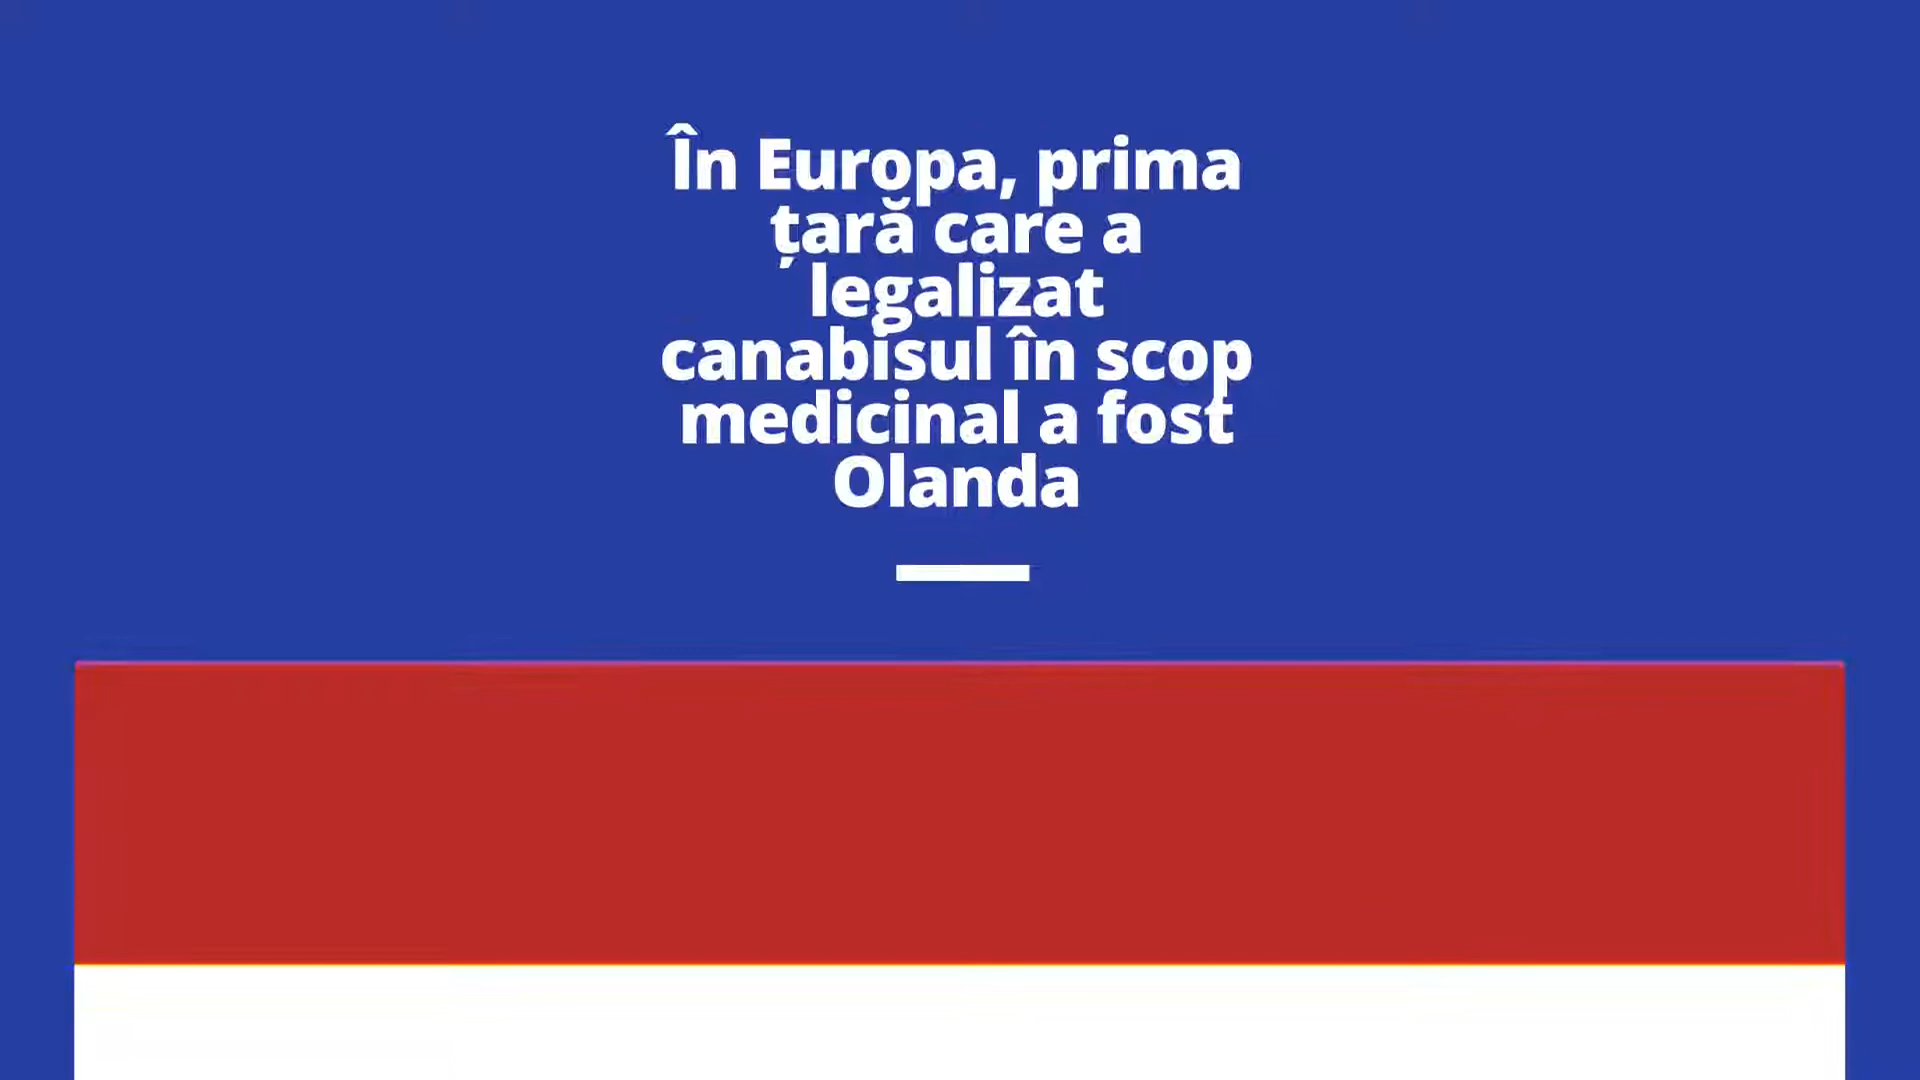 În Europa, prima
țară care a
legalizat
canabisul în scop
medicinal a fost
Olanda